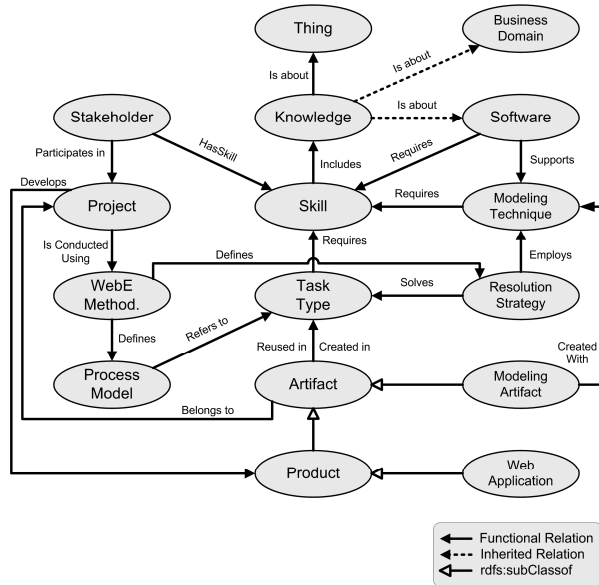 Thing
Business
Domain
Is about
Is about
Stakeholder
Knowledge
Is about
Software
Participates in
HasSkill
Includes
Requires
Supports
Develops
Project
Skill
Requires
Modeling
Technique
Is Conducted
Using
Requires
Defines
Employs
WebE
Method.
Task
Type
Solves
Resolution
Strategy
Defines
Refers to
Reused in
Created in
Created
With
Process
Model
Artifact
Modeling
Artifact
Belongs to
Product
Web
Application
Functional Relation
Inherited Relation
rdfs:subClassof